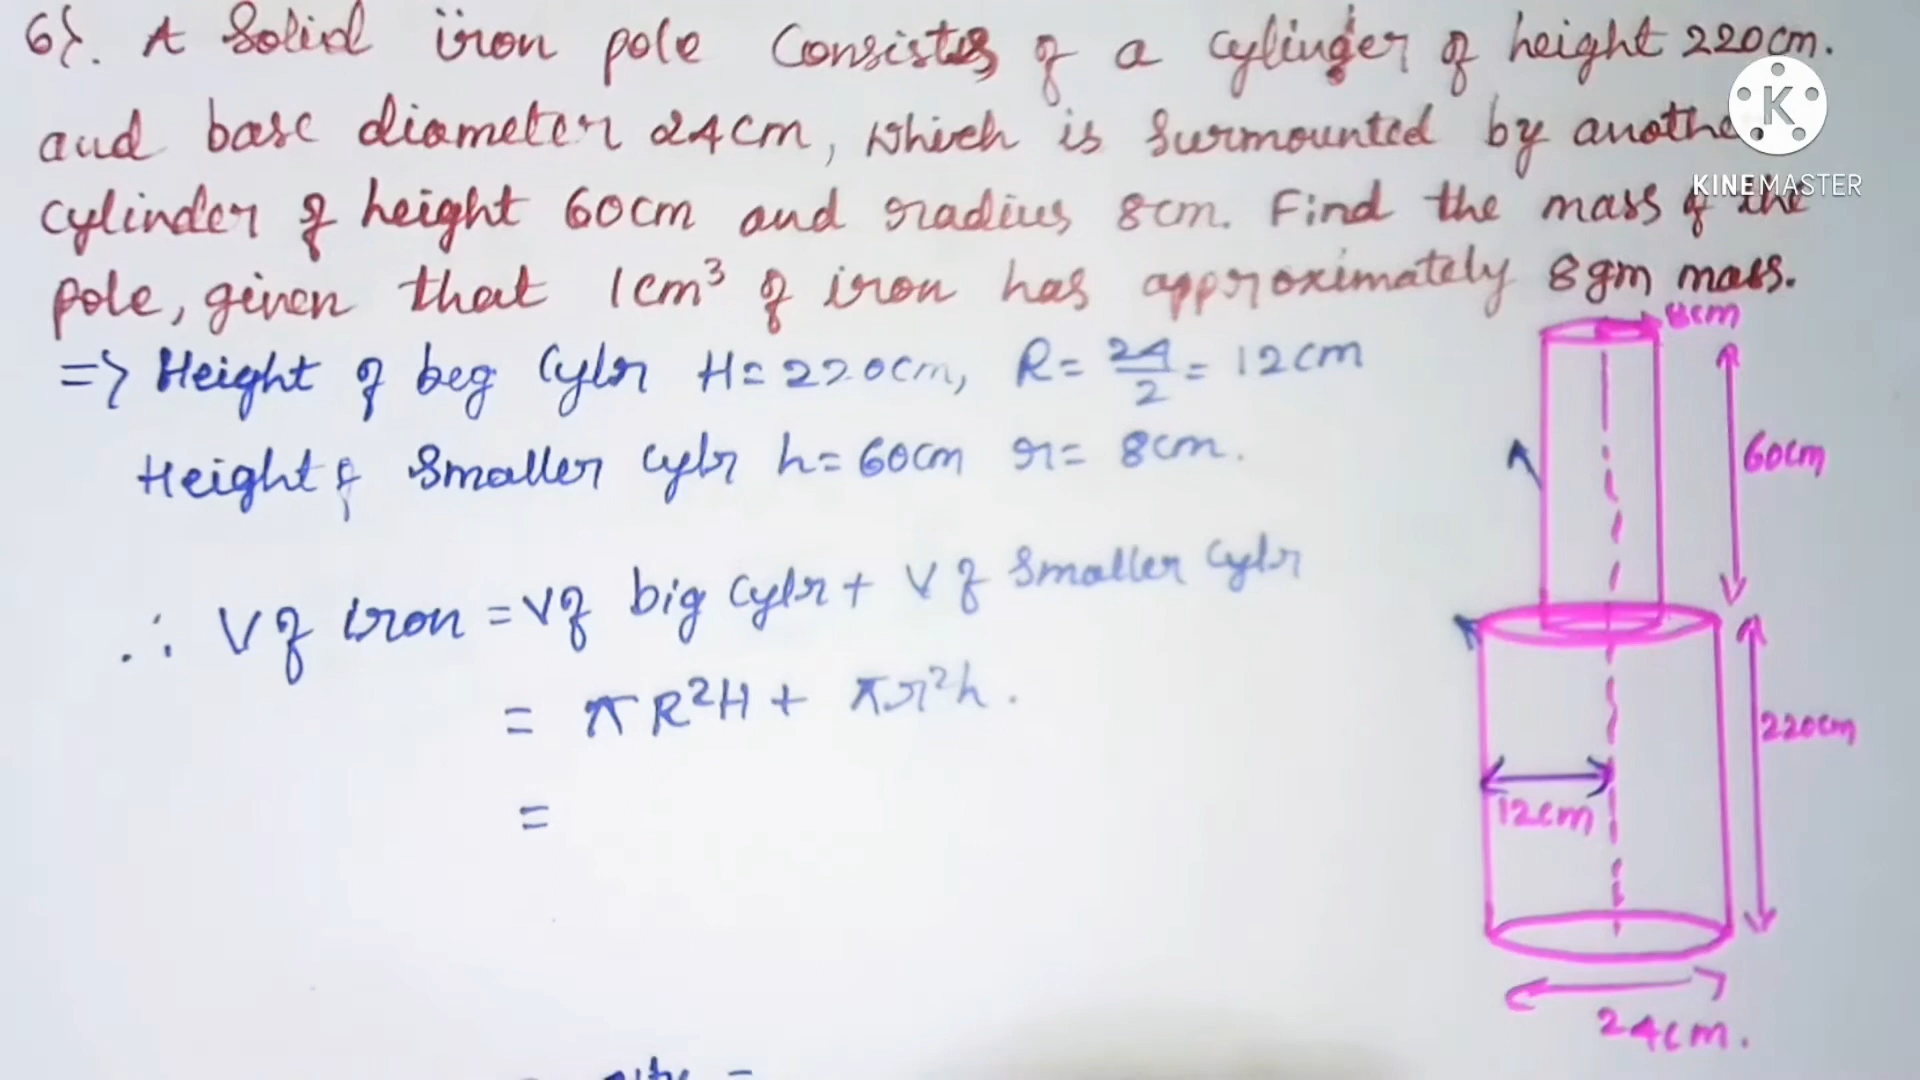 6}. A Solid iron pole Consists of a cylinder of height 220cm.
and base diameter 24cm, which is Surmounted by anothe
cylinder of height 60cm and radius 8cm. Find the mass of the
pole, given that 1cm³ of iron has approximately 8gm mass.
=> Height of beg Cylr H= 220cm, R= 24/2 = 12cm
Height of Smaller Cylr h= 60cm r= 8cm.
∴ V of iron = V of big Cylr + V of Smaller Cylr
= πR²H + πr²h.
=
K
KINEMASTER
8cm
60cm
220cm
12cm
24cm.